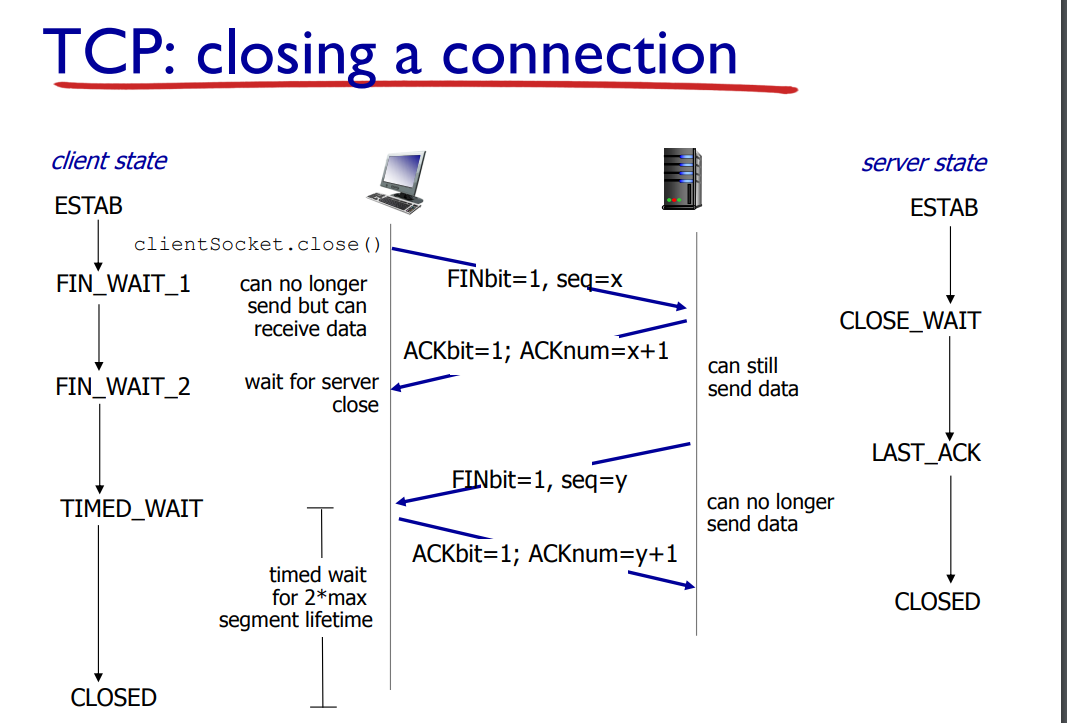 TCP: closing a connection
client state
server state
ESTAB
ESTAB
clientSocket.close()
FINbit=1, seq=x
FIN_WAIT_1
can no longer
send but can
receive data
CLOSE_WAIT
ACKbit=1; ACKnum=x+1
can still
send data
FIN_WAIT_2
wait for server
close
LAST_ACK
FINbit=1, seq=y
TIMED_WAIT
can no longer
send data
ACKbit=1; ACKnum=y+1
timed wait
for 2*max
segment lifetime
CLOSED
CLOSED